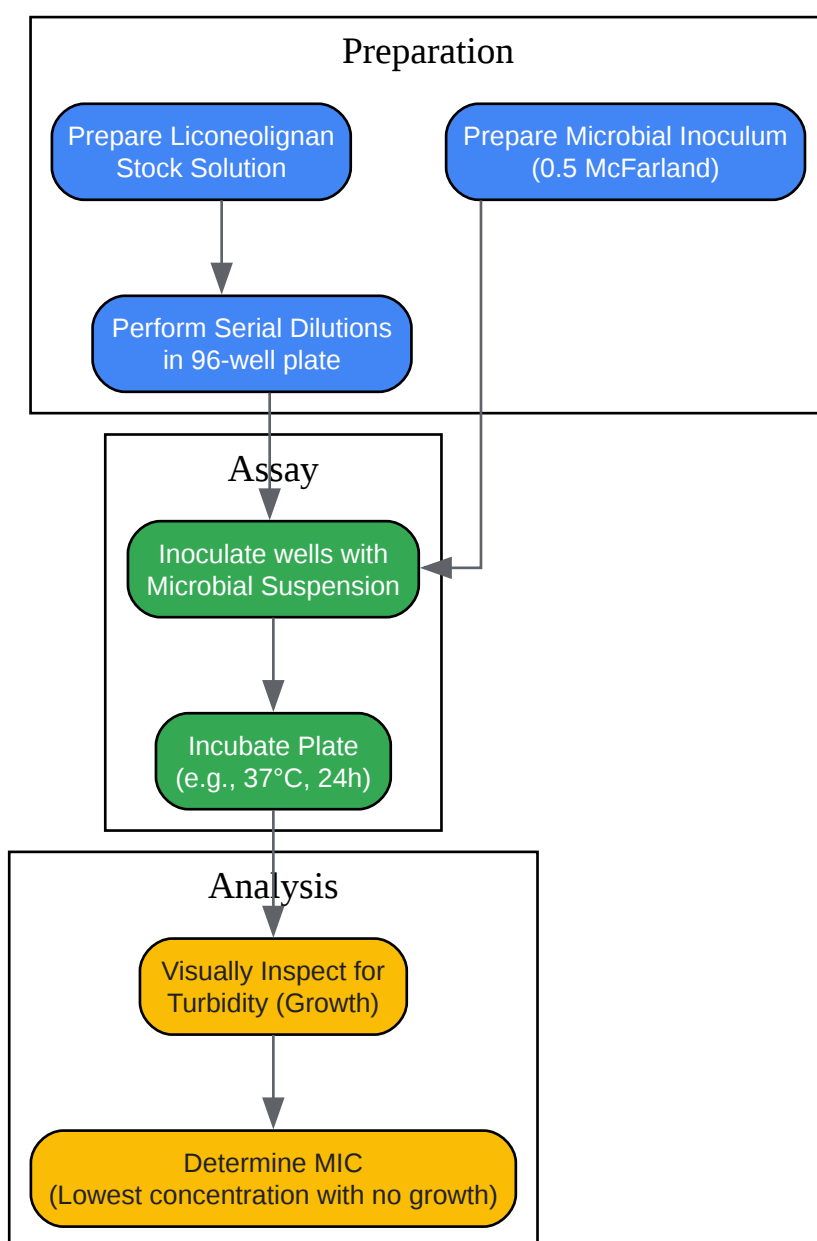 Preparation
Prepare Liconeolignan
Stock Solution
Prepare Microbial Inoculum
(0.5 McFarland)
Perform Serial Dilutions
in 96-well plate
Assay
Inoculate wells with
Microbial Suspension
Incubate Plate
(e.g., 37°C, 24h)
Analysis
Visually Inspect for
Turbidity (Growth)
Determine MIC
(Lowest concentration with no growth)